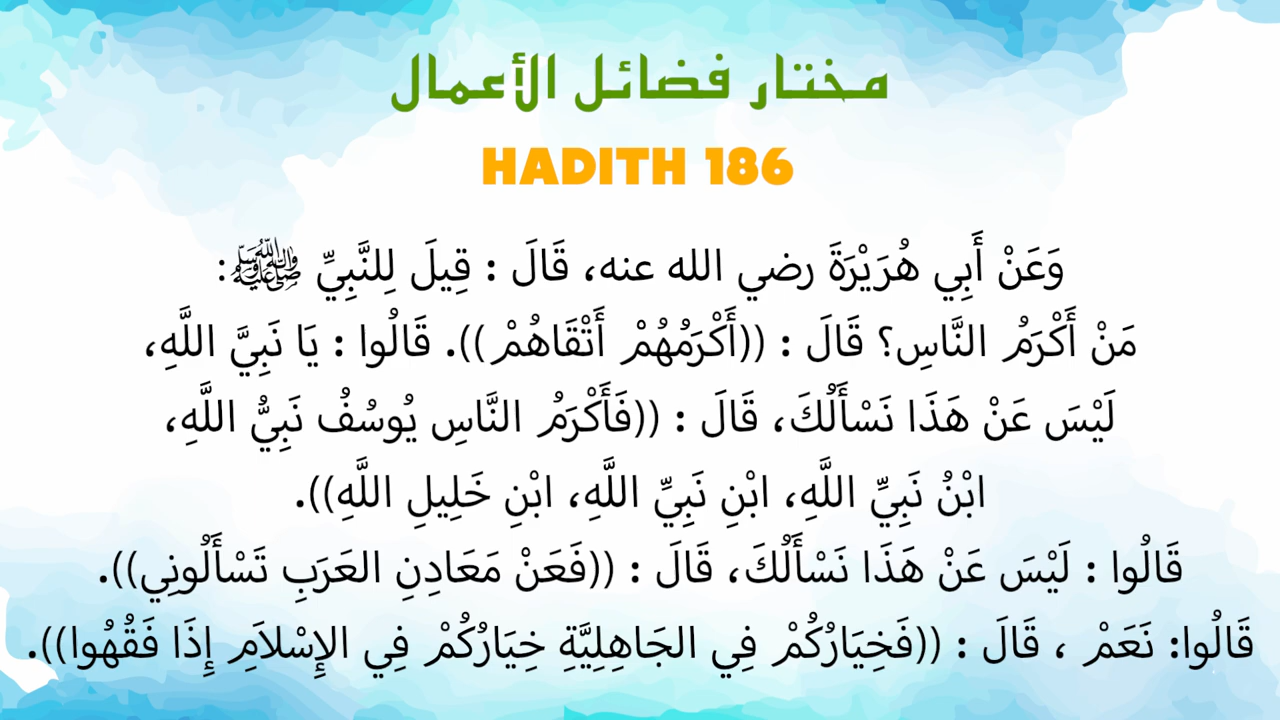 مختار فضائل الأعمال
HADITH 186
وَعَنْ أَبِي هُرَيْرَةَ رضي الله عنه، قَالَ : قِيلَ لِلنَّبِيِّ ﷺ:
مَنْ أَكْرَمُ النَّاسِ؟ قَالَ : ((أَكْرَمُهُمْ أَتْقَاهُمْ)). قَالُوا : يَا نَبِيَّ اللَّهِ،
لَيْسَ عَنْ هَذَا نَسْأَلُكَ، قَالَ : ((فَأَكْرَمُ النَّاسِ يُوسُفُ نَبِيُّ اللَّهِ،
ابْنُ نَبِيِّ اللَّهِ، ابْنِ نَبِيِّ اللَّهِ، ابْنِ خَلِيلِ اللَّهِ)).
قَالُوا : لَيْسَ عَنْ هَذَا نَسْأَلُكَ، قَالَ : ((فَعَنْ مَعَادِنِ العَرَبِ تَسْأَلُونِي)).
قَالُوا: نَعَمْ ، قَالَ : ((فَخِيَارُكُمْ فِي الجَاهِلِيَّةِ خِيَارُكُمْ فِي الإِسْلاَمِ إِذَا فَقُهُوا)).